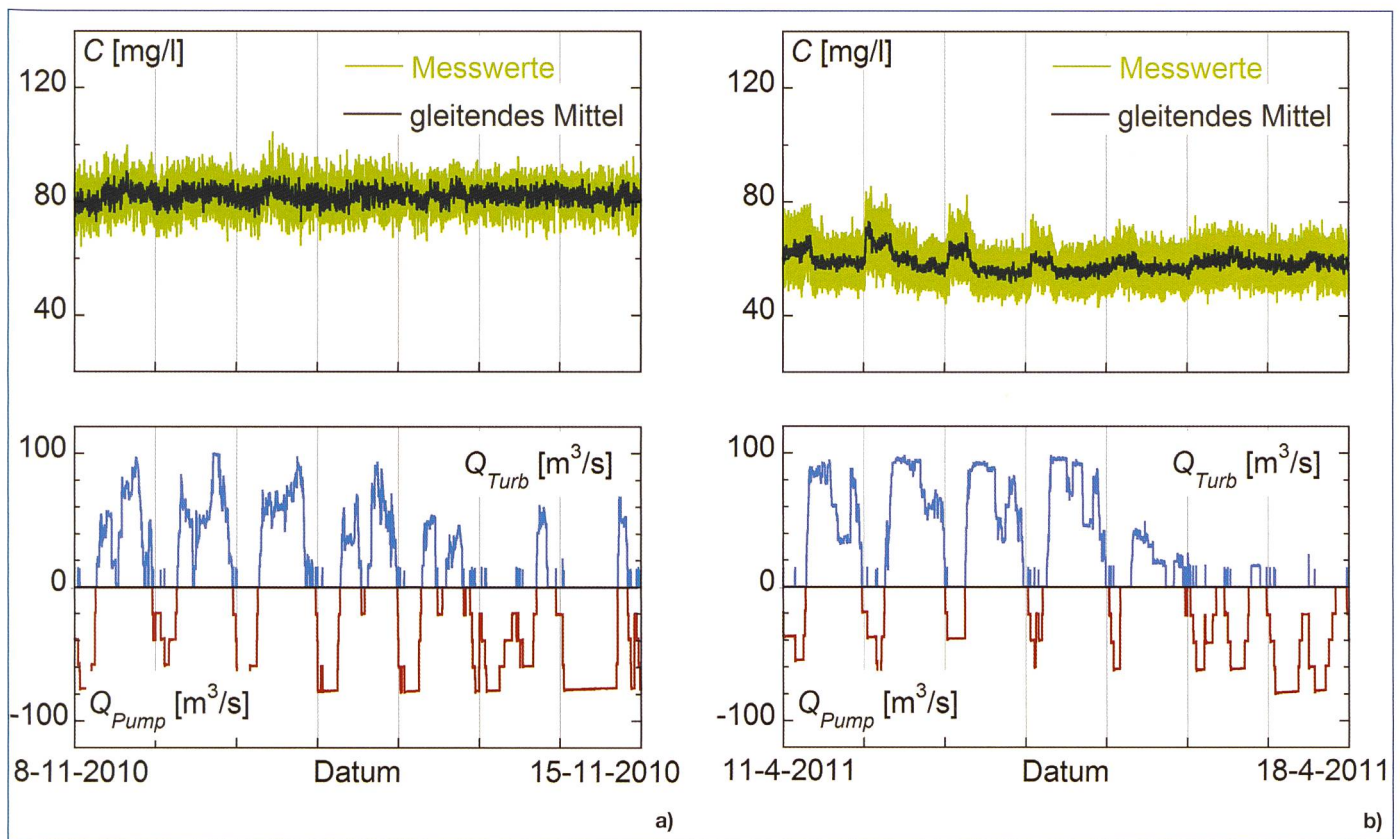 C [mg/l]
Messwerte
gleitendes Mittel
120
80
40
C [mg/l]
Messwerte
gleitendes Mittel
120
80
40
100
0
-100
Q_Turb [m³/s]
Q_Pump [m³/s]
8-11-2010
Datum
15-11-2010
a)
100
0
-100
Q_Turb [m³/s]
Q_Pump [m³/s]
11-4-2011
Datum
18-4-2011
b)